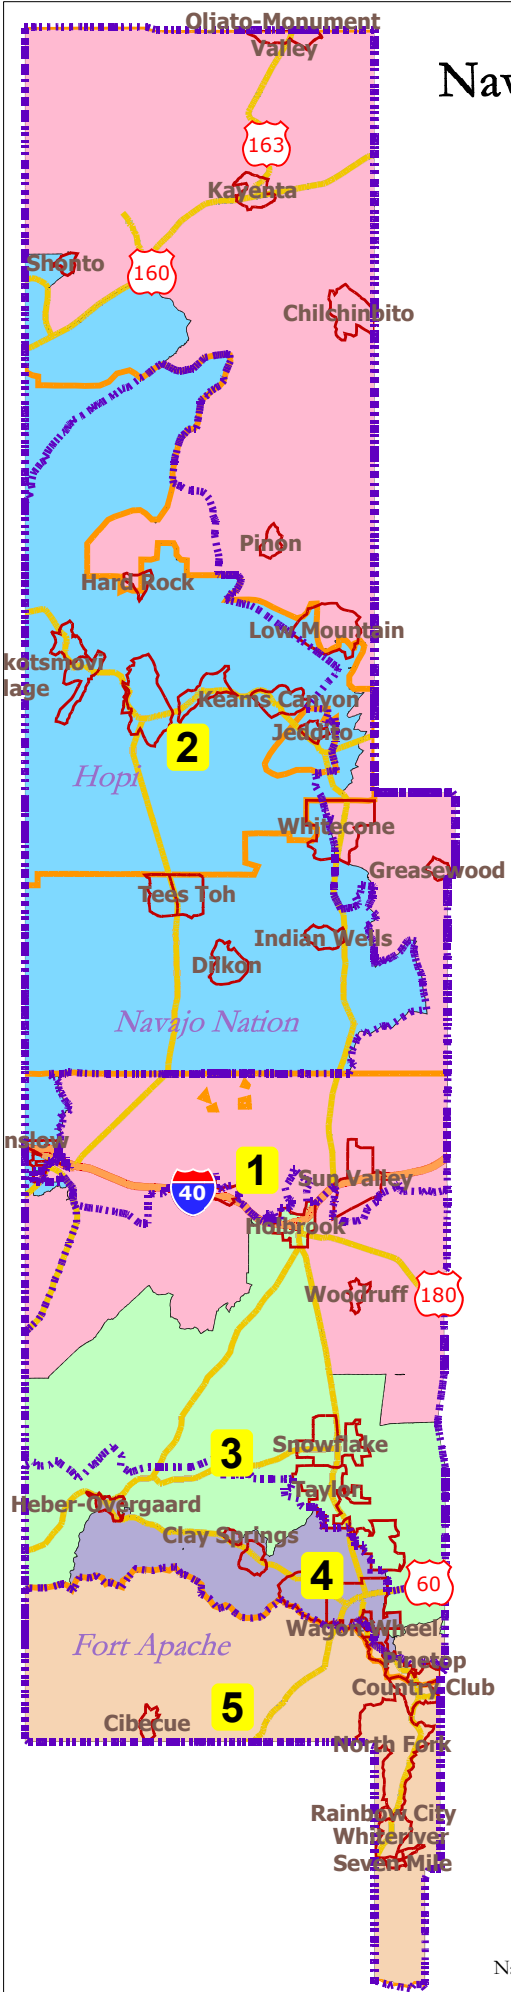 Oljato-Monument
Valley
Nav
163
Kayenta
Shonto
160
Chilchinbito
Pinon
Hard Rock
Low Mountain
kotsmovi
lage
Keams Canyon
Jeddito
2
Hopi
Whitecone
Greasewood
Tees Toh
Indian Wells
Dilkon
Navajo Nation
nslow
1
Sun Valley
40
Holbrook
Woodruff
180
Snowflake
3
Taylor
Heber-Overgaard
Clay Springs
4
60
Wagon Wheel
Fort Apache
Pinetop
Country Club
5
Cibecue
North Fork
Rainbow City
Whiteriver
Seven Mile
Na